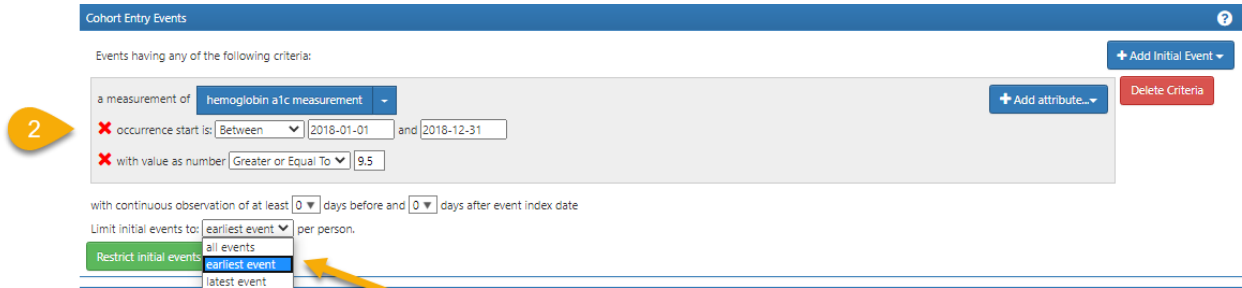 Cohort Entry Events ?
Events having any of the following criteria:
+ Add Initial Event
a measurement of hemoglobin a1c measurement
+ Add attribute...
Delete Criteria
2
occurrence start is: Between 2018-01-01 and 2018-12-31
with value as number Greater or Equal To 9.5
with continuous observation of at least 0 days before and 0 days after event index date
Limit initial events to: earliest event per person.
all events
Restrict initial events
earliest event
latest event